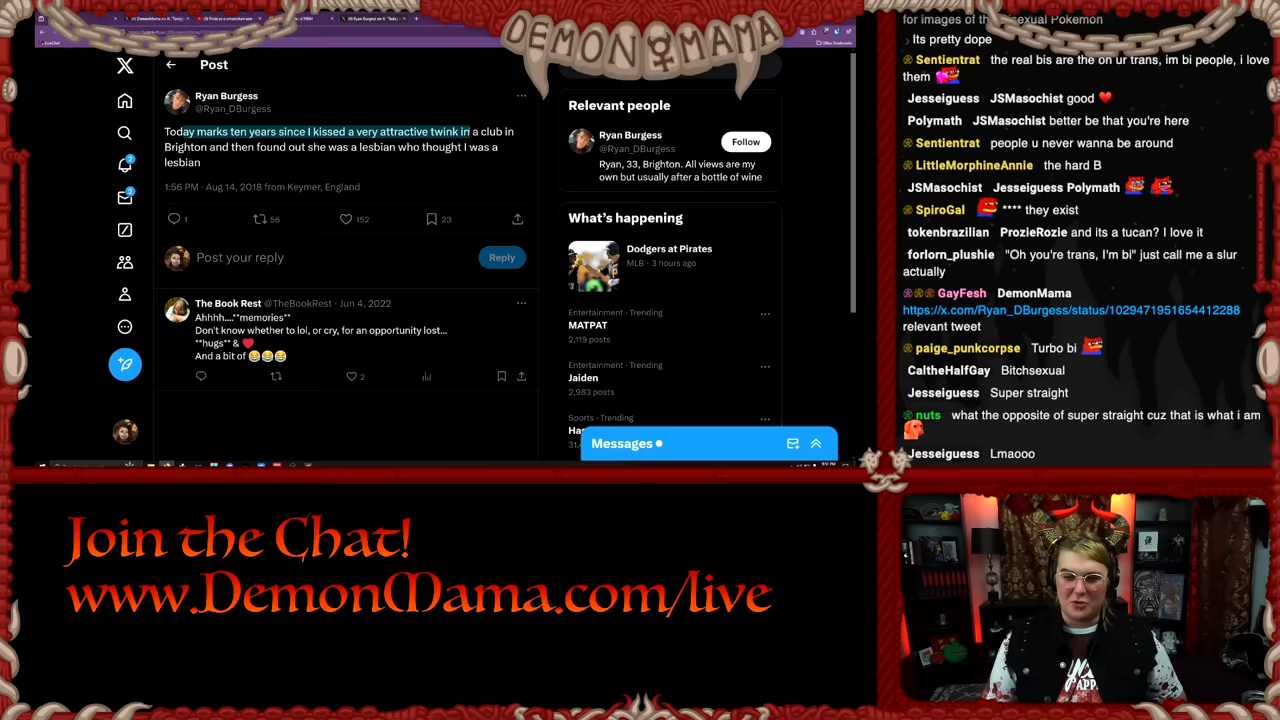 DEMON MAMA
Post
Ryan Burgess
@Ryan_DBurgess
Today marks ten years since I kissed a very attractive twink in a club in
Brighton and then found out she was a lesbian who thought I was a
lesbian
1:56 PM · Aug 14, 2018 from Keymer, England
1
56
152
23
Post your reply
Reply
The Book Rest @TheBookRest · Jun 4, 2022
Ahhhh....**memories**
Don't know whether to lol, or cry, for an opportunity lost...
**hugs** & ❤️
And a bit of 😂😂😂
2
2
2
Relevant people
Ryan Burgess
@Ryan_DBurgess
Follow
Ryan, 33, Brighton. All views are my
own but usually after a bottle of wine
What's happening
Dodgers at Pirates
MLB · 3 hours ago
Entertainment · Trending
MATPAT
2,119 posts
Entertainment · Trending
Jaiden
2,983 posts
Sports · Trending
Messages
for images of the
Its pretty dope
Sentientrat the real bis are the on ur trans, im bi people, i love
them
Jesseiguess JSMasochist good ❤️
Polymath JSMasochist better be that you're here
Sentientrat people u never wanna be around
LittleMorphineAnnie the hard B
JSMasochist Jesseiguess Polymath
SpiroGal **** they exist
tokenbrazilian ProzieRozie and its a tucan? I love it
forlorn_plushie "Oh you're trans, I'm bi" just call me a slur
actually
GayFesh DemonMama
https://x.com/Ryan_DBurgess/status/1029471951654412288
relevant tweet
paige_punkcorpse Turbo bi
CaltheHalfGay Bitchsexual
Jesseiguess Super straight
nuts what the opposite of super straight cuz that is what i am
Jesseiguess Lmaooo
Join the Chat!
www.DemonMama.com/live